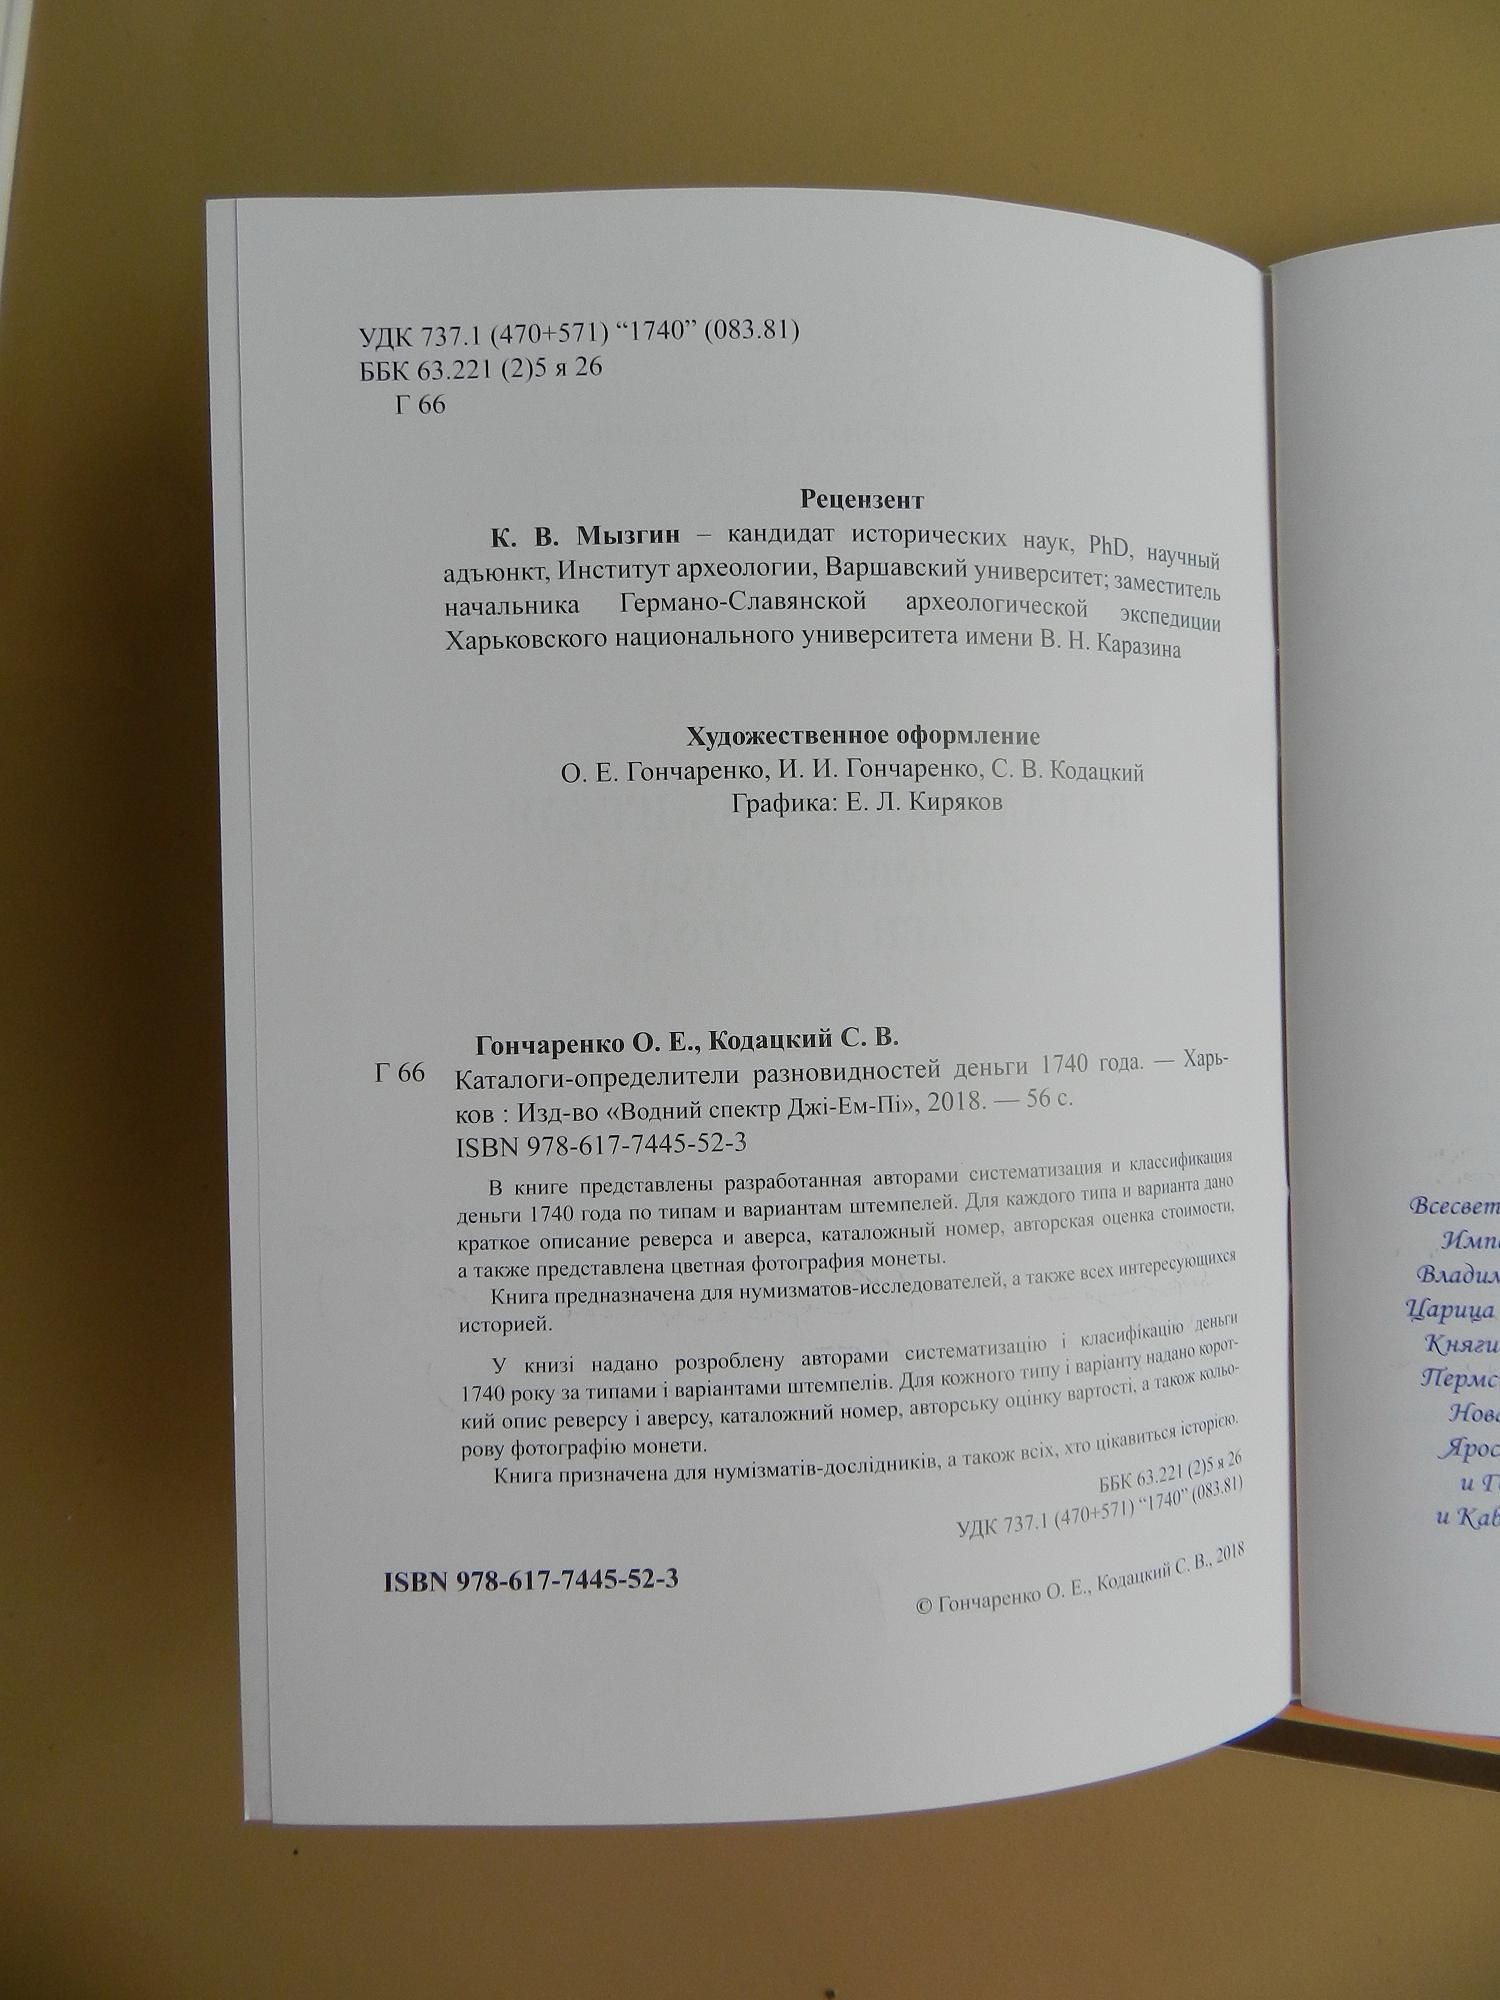 УДК 737.1 (470+571) “1740” (083.81)
ББК 63.221 (2)5 я 26
Г 66
Рецензент
К. В. Мызгин – кандидат исторических наук, PhD, научный
адъюнкт, Институт археологии, Варшавский университет; заместитель
начальника Германо-Славянской археологической экспедиции
Харьковского национального университета имени В. Н. Каразина
Художественное оформление
О. Е. Гончаренко, И. И. Гончаренко, С. В. Кодацкий
Графика: Е. Л. Киряков
Гончаренко О. Е., Кодацкий С. В.
Г 66 Каталоги-определители разновидностей деньги 1740 года. — Харь-
ков : Изд-во «Водний спектр Джі-Ем-Пі», 2018. — 56 с.
ISBN 978-617-7445-52-3
В книге представлены разработанная авторами систематизация и классификация
деньги 1740 года по типам и вариантам штемпелей. Для каждого типа и варианта дано
краткое описание реверса и аверса, каталожный номер, авторская оценка стоимости,
а также представлена цветная фотография монеты.
Книга предназначена для нумизматов-исследователей, а также всех интересующихся
историей.
У книзі надано розроблену авторами систематизацію і класифікацію деньги
1740 року за типами і варіантами штемпелів. Для кожного типу і варіанту надано корот-
кий опис реверсу і аверсу, каталожний номер, авторську оцінку вартості, а також кольо-
рову фотографію монети.
Книга призначена для нумізматів-дослідників, а також всіх, хто цікавиться історією.
ББК 63.221 (2)5 я 26
УДК 737.1 (470+571) “1740” (083.81)
ISBN 978-617-7445-52-3
© Гончаренко О. Е., Кодацкий С. В., 2018
Всесвет
Импе
Владим
Царица
Княги
Пермс
Нова
Ярос
и Г
и Каб